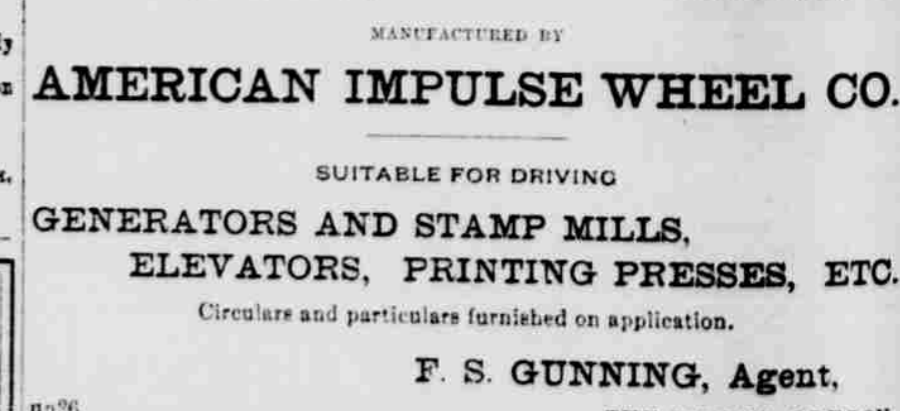 MANUFACTURED BY
AMERICAN IMPULSE WHEEL CO.
SUITABLE FOR DRIVING
GENERATORS AND STAMP MILLS,
ELEVATORS, PRINTING PRESSES, ETC.
Circulars and particulars furnished on application.
F. S. GUNNING, Agent,